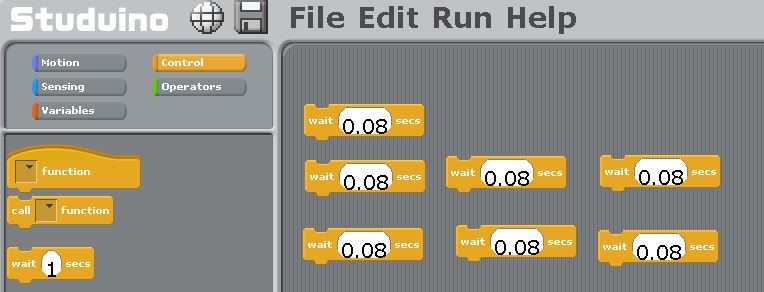 Studuino File Edit Run Help
Motion Control
Sensing Operators
Variables
function
call function
wait 1 secs
wait 0.08 secs
wait 0.08 secs wait 0.08 secs wait 0.08 secs
wait 0.08 secs wait 0.08 secs wait 0.08 secs